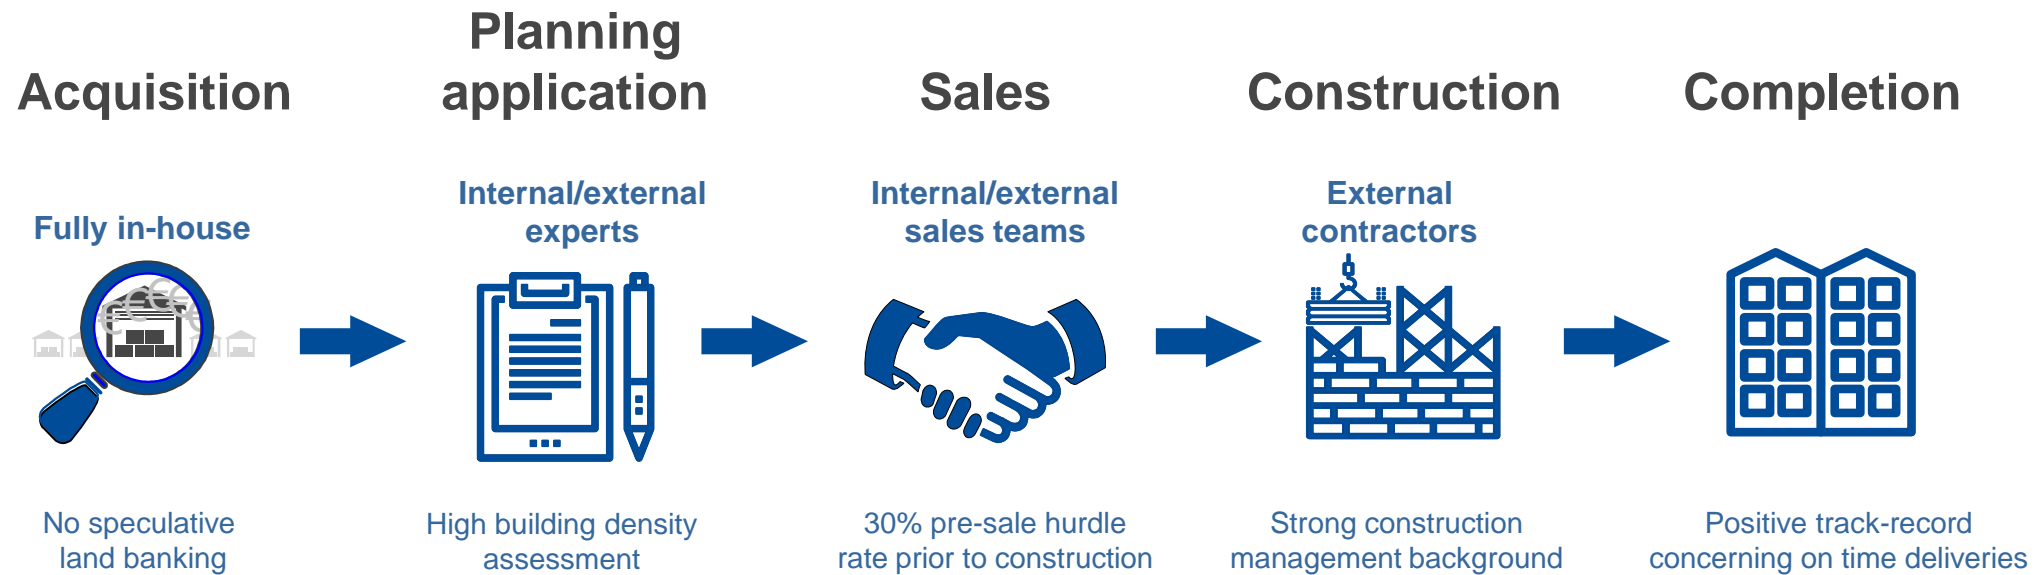 Acquisition
Fully in-house
No speculative
land banking
Planning
application
Internal/external
experts
High building density
assessment
Sales
Internal/external
sales teams
30% pre-sale hurdle
rate prior to construction
Construction
External
contractors
Strong construction
management background
Completion
Positive track-record
concerning on time deliveries